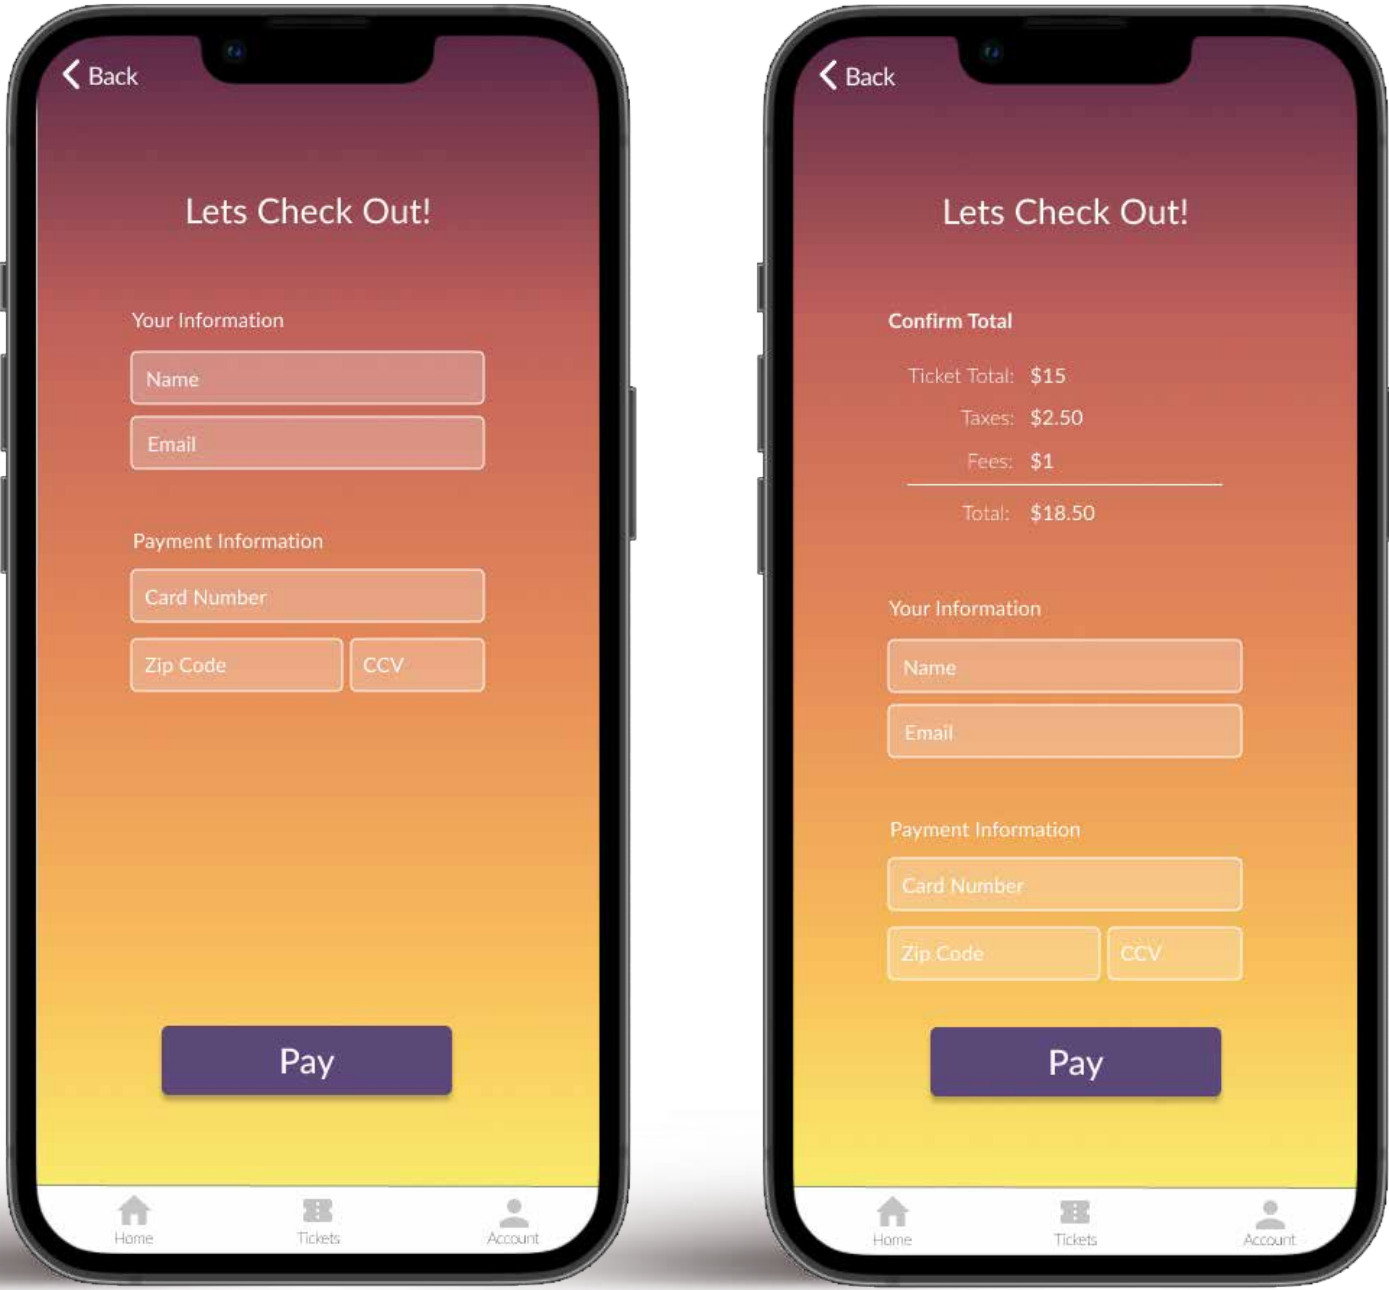 Back
Lets Check Out!
Your Information
Name
Email
Payment Information
Card Number
Zip Code CCV
Pay
Home Tickets Account
Back
Lets Check Out!
Confirm Total
Ticket Total: $15
Taxes: $2.50
Fees: $1
Total: $18.50
Your Information
Name
Email
Payment Information
Card Number
Zip Code CCV
Pay
Home Tickets Account